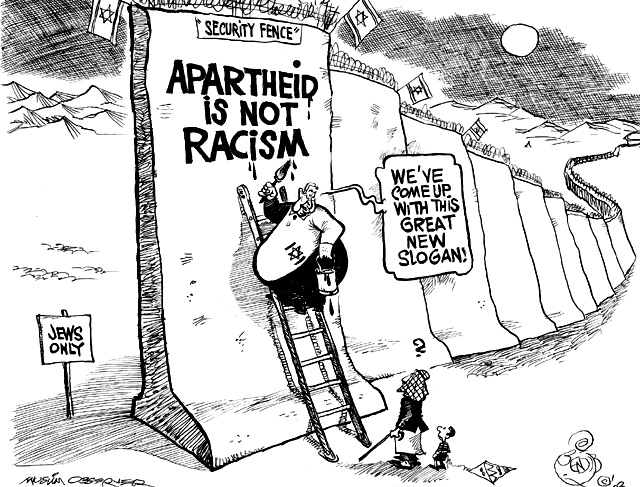 "SECURITY FENCE"
APARTHEID
IS NOT
RACISM
WE'VE
COME UP
WITH THIS
GREAT
NEW
SLOGAN!
JEWS
ONLY
?
MUSLIM OBSERVER
©